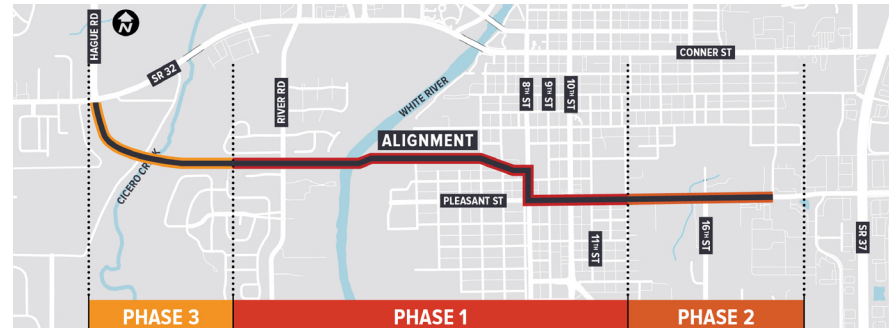 HAGUE RD
N
SR 32
RIVER RD
WHITE RIVER
CONNER ST
8TH ST
9TH ST
10TH ST
ALIGNMENT
CICERO CREEK
PLEASANT ST
11TH ST
16TH ST
SR 37
PHASE 3
PHASE 1
PHASE 2